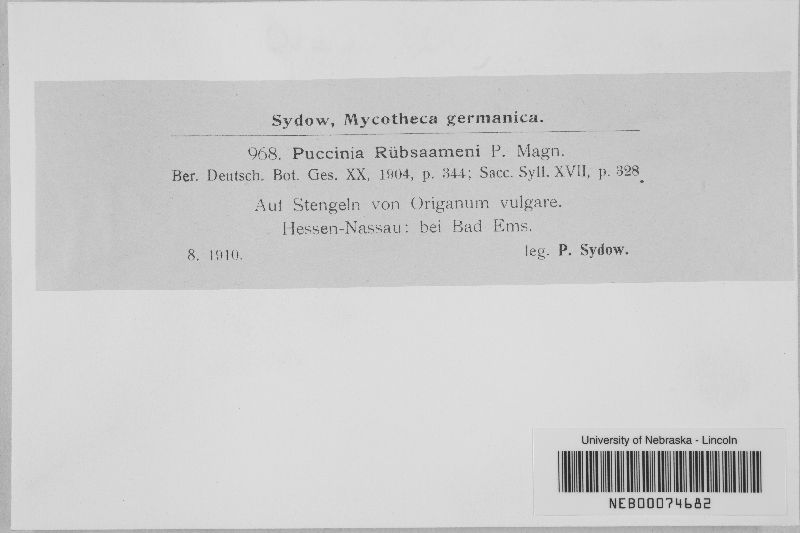 Sydow, Mycotheca germanica.
968. Puccinia Rübsaameni P. Magn.
Ber. Deutsch. Bot. Ges. XX, 1904, p. 344; Sacc. Syll. XVII, p. 328.
Auf Stengeln von Origanum vulgare.
Hessen-Nassau: bei Bad Ems.
8. 1910. leg. P. Sydow.
University of Nebraska - Lincoln
NEB00074682